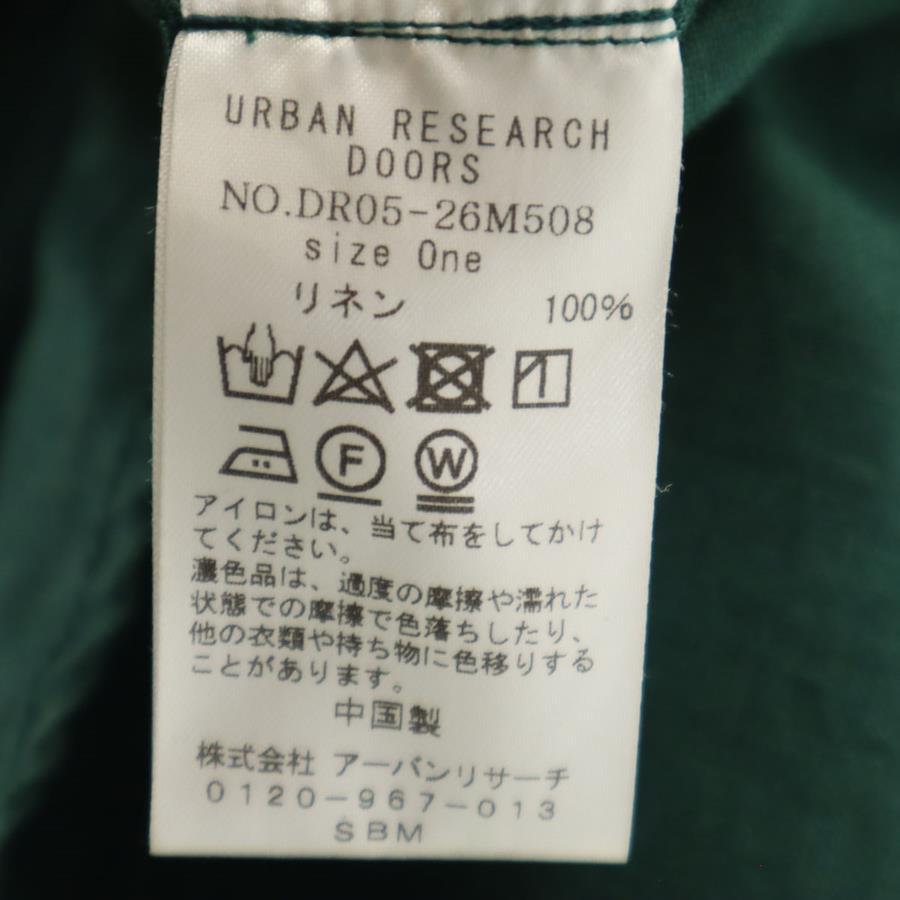 URBAN RESEARCH
DOORS
NO.DR05-26M508
size One
リネン 100%
F W
アイロンは、当て布をしてかけ
てください。
濃色品は、過度の摩擦や濡れた
状態での摩擦で色落ちしたり、
他の衣類や持ち物に色移りする
ことがあります。
中国製
株式会社 アーバンリサーチ
0120-967-013
SBM